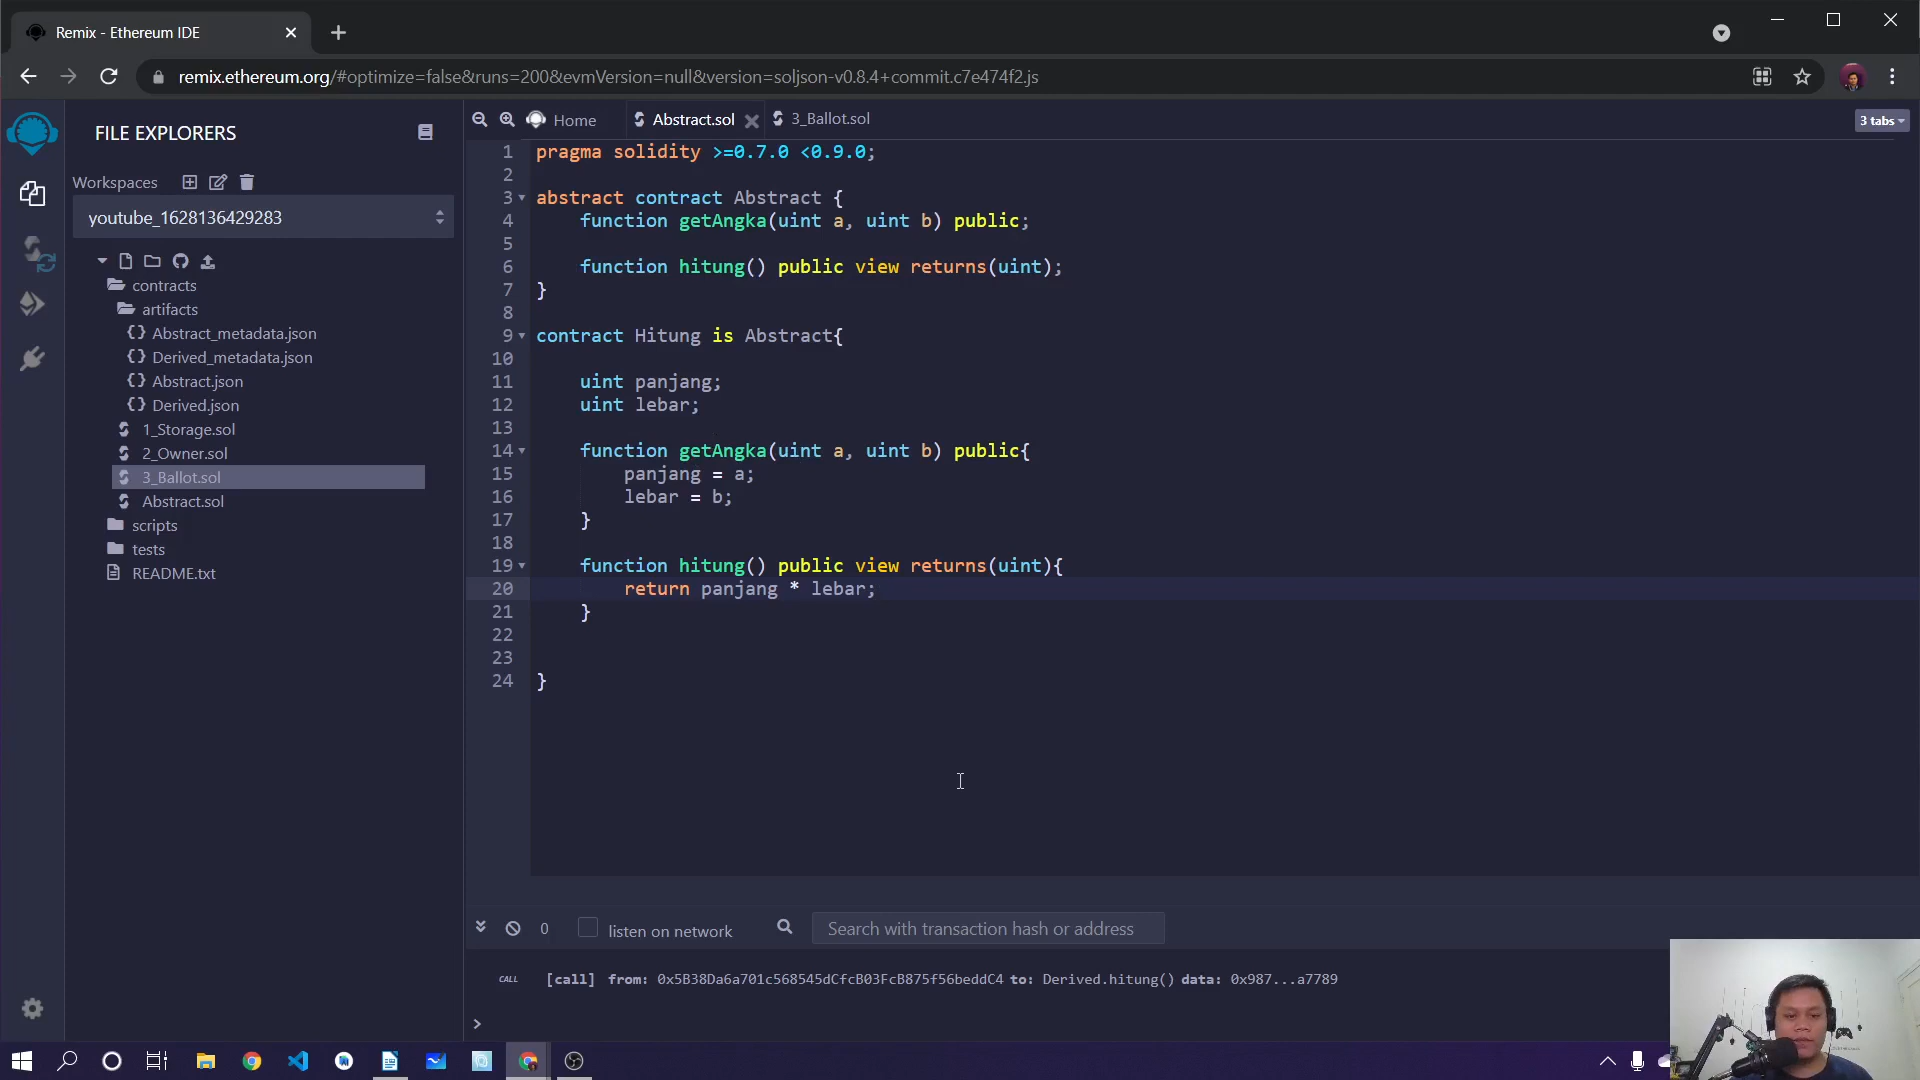 Remix - Ethereum IDE
remix.ethereum.org/#optimize=false&runs=200&evmVersion=null&version=soljson-v0.8.4+commit.c7e474f2.js
FILE EXPLORERS
Workspaces
youtube_1628136429283
contracts
artifacts
{} Abstract_metadata.json
{} Derived_metadata.json
{} Abstract.json
{} Derived.json
1_Storage.sol
2_Owner.sol
3_Ballot.sol
Abstract.sol
scripts
tests
README.txt
Home
Abstract.sol
3_Ballot.sol
3 tabs
1 pragma solidity >=0.7.0 <0.9.0;
2
3 abstract contract Abstract {
4     function getAngka(uint a, uint b) public;
5
6     function hitung() public view returns(uint);
7 }
8
9 contract Hitung is Abstract{
10
11     uint panjang;
12     uint lebar;
13
14     function getAngka(uint a, uint b) public{
15         panjang = a;
16         lebar = b;
17     }
18
19     function hitung() public view returns(uint){
20         return panjang * lebar;
21     }
22
23
24 }
0
listen on network
Search with transaction hash or address
CALL [call] from: 0x5B38Da6a701c568545dCfcB03FcB875f56beddC4 to: Derived.hitung() data: 0x987...a7789
>